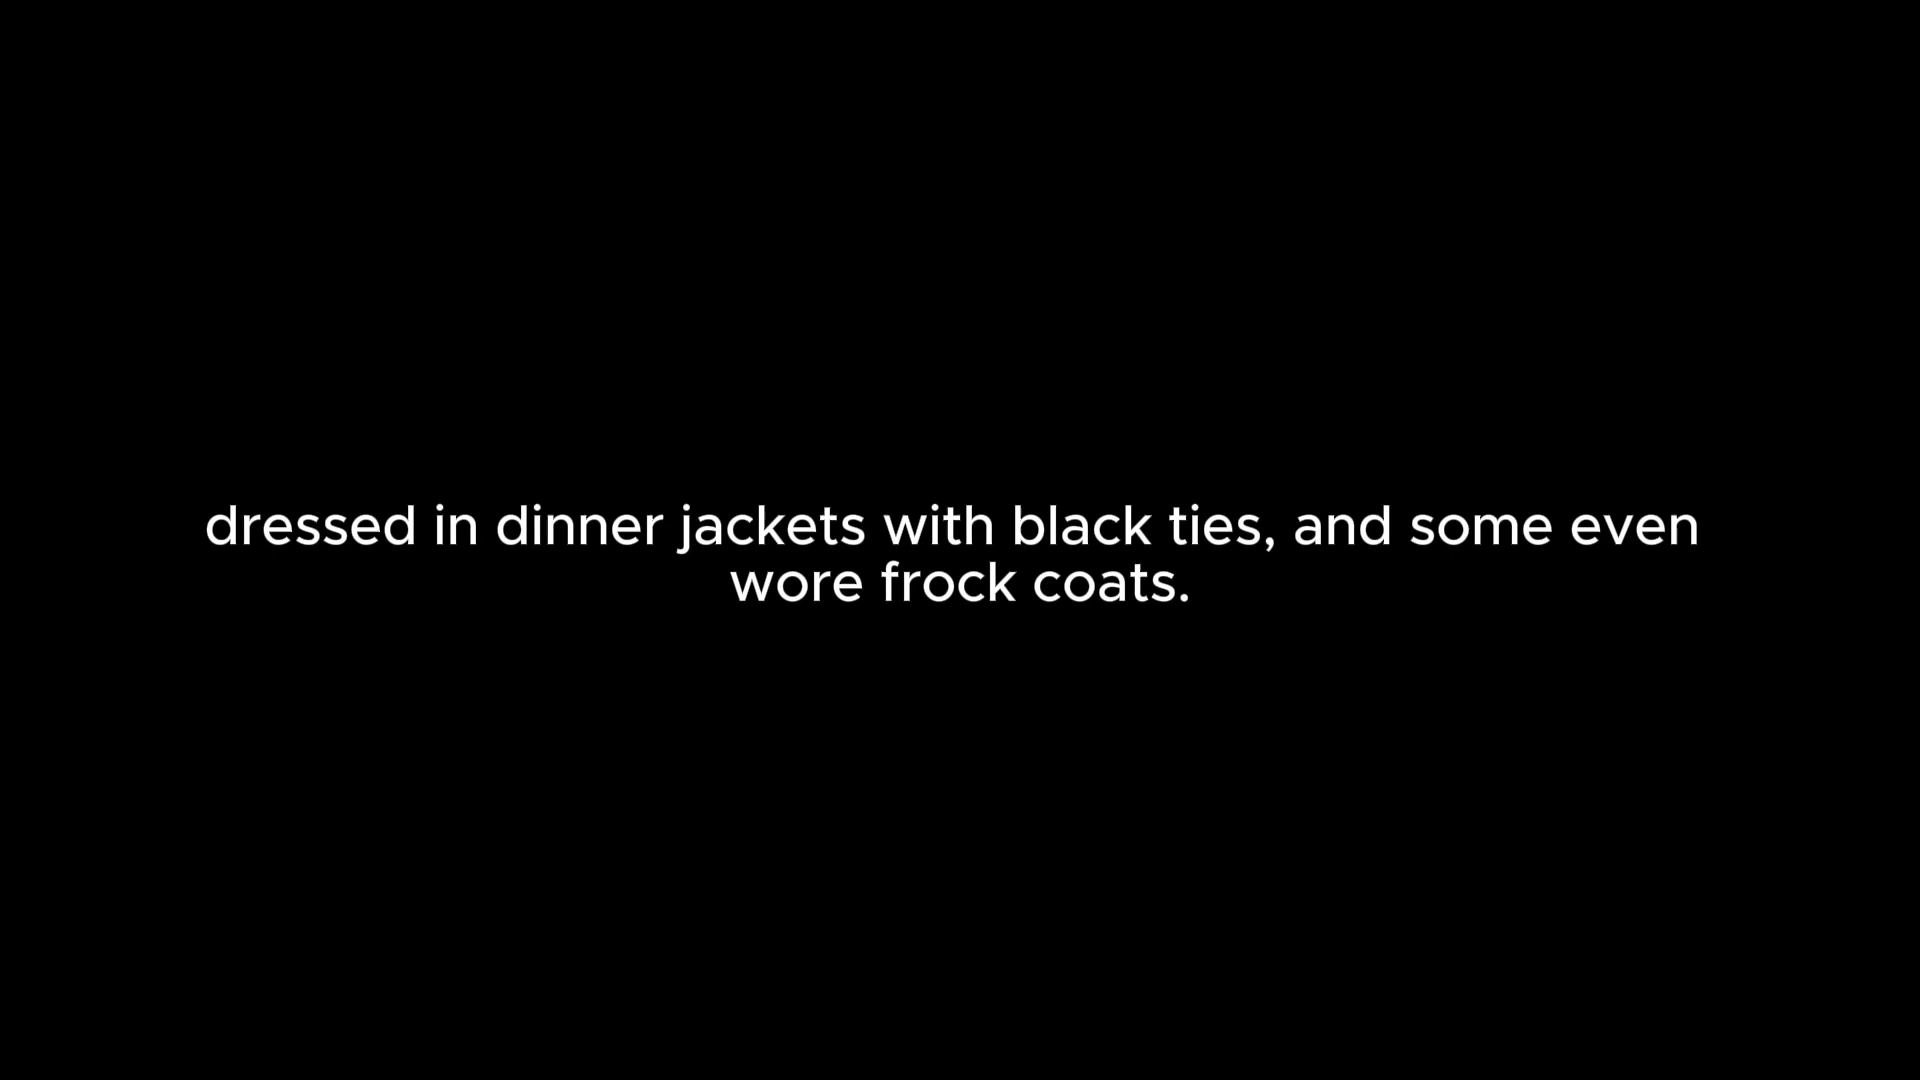 dressed in dinner jackets with black ties, and some even
wore frock coats.